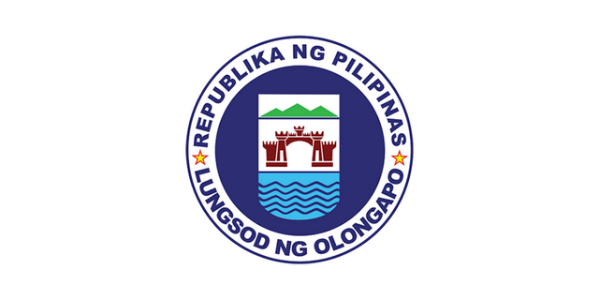 REPUBLIKA NG PILIPINAS
LUNGSOD NG OLONGAPO